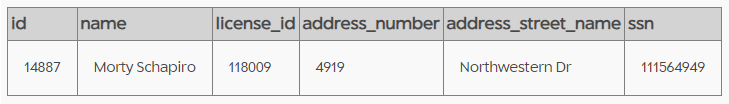 id name license_id address_number address_street_name ssn
14887 Morty Schapiro 118009 4919 Northwestern Dr 111564949